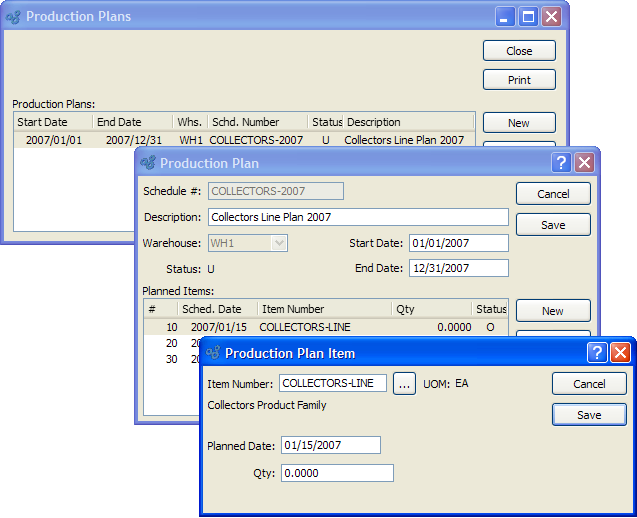 Production Plans
Close
Print
Production Plans:
Start Date End Date Whs. Schd. Number Status Description
New
2007/01/01 2007/12/31 WH1 COLLECTORS-2007 U Collectors Line Plan 2007
Production Plan
Schedule #: COLLECTORS-2007
Cancel
Description: Collectors Line Plan 2007
Save
Warehouse: WH1 Start Date: 01/01/2007
Status: U End Date: 12/31/2007
Planned Items:
# Sched. Date Item Number Qty Status
New
10 2007/01/15 COLLECTORS-LINE 0.0000 O
20
30
Production Plan Item
Item Number: COLLECTORS-LINE ... UOM: EA
Cancel
Collectors Product Family
Save
Planned Date: 01/15/2007
Qty: 0.0000